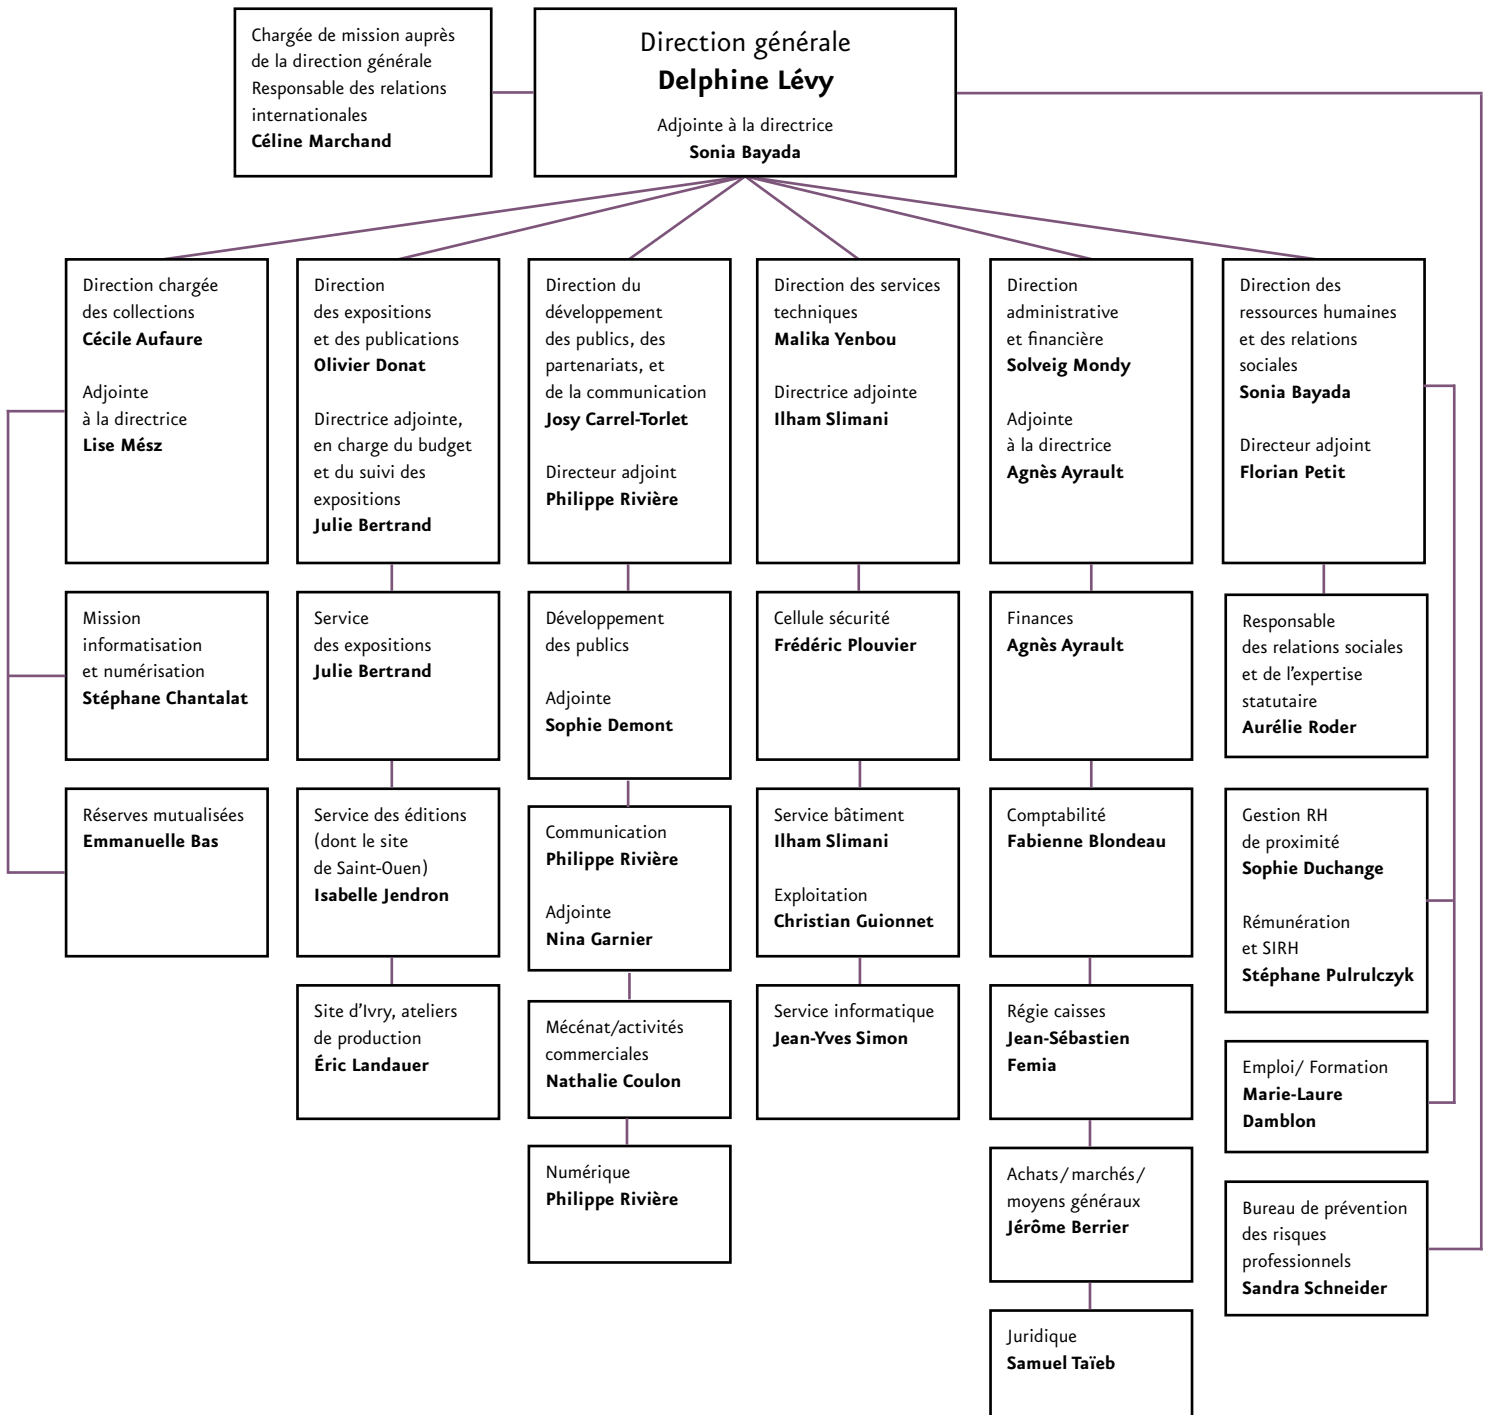 Chargée de mission auprès
de la direction générale
Responsable des relations
internationales
Céline Marchand
Direction générale
Delphine Lévy
Adjointe à la directrice
Sonia Bayada
Direction chargée
des collections
Cécile Aufaure
Adjointe
à la directrice
Lise Mész
Mission
informatisation
et numérisation
Stéphane Chantalat
Réserves mutualisées
Emmanuelle Bas
Direction
des expositions
et des publications
Olivier Donat
Directrice adjointe,
en charge du budget
et du suivi des
expositions
Julie Bertrand
Service
des expositions
Julie Bertrand
Service des éditions
(dont le site
de Saint-Ouen)
Isabelle Jendron
Site d'Ivry, ateliers
de production
Éric Landauer
Direction du
développement
des publics, des
partenariats, et
de la communication
Josy Carrel-Torlet
Directeur adjoint
Philippe Rivière
Développement
des publics
Adjointe
Sophie Demont
Communication
Philippe Rivière
Adjointe
Nina Garnier
Mécénat/activités
commerciales
Nathalie Coulon
Numérique
Philippe Rivière
Direction des services
techniques
Malika Yenbou
Directrice adjointe
Ilham Slimani
Cellule sécurité
Frédéric Plouvier
Service bâtiment
Ilham Slimani
Exploitation
Christian Guionnet
Service informatique
Jean-Yves Simon
Direction
administrative
et financière
Solveig Mondy
Adjointe
à la directrice
Agnès Ayrault
Finances
Agnès Ayrault
Comptabilité
Fabienne Blondeau
Régie caisses
Jean-Sébastien
Femia
Achats/marchés/
moyens généraux
Jérôme Berrier
Juridique
Samuel Taïeb
Direction des
ressources humaines
et des relations
sociales
Sonia Bayada
Directeur adjoint
Florian Petit
Responsable
des relations sociales
et de l'expertise
statutaire
Aurélie Roder
Gestion RH
de proximité
Sophie Duchange
Rémunération
et SIRH
Stéphane Pulrulczyk
Emploi/ Formation
Marie-Laure
Damblon
Bureau de prévention
des risques
professionnels
Sandra Schneider